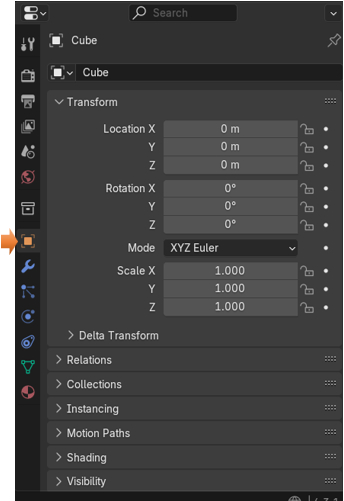 Search
Cube
Cube
Transform
Location X 0 m
Y 0 m
Z 0 m
Rotation X 0°
Y 0°
Z 0°
Mode XYZ Euler
Scale X 1.000
Y 1.000
Z 1.000
Delta Transform
Relations
Collections
Instancing
Motion Paths
Shading
Visibility